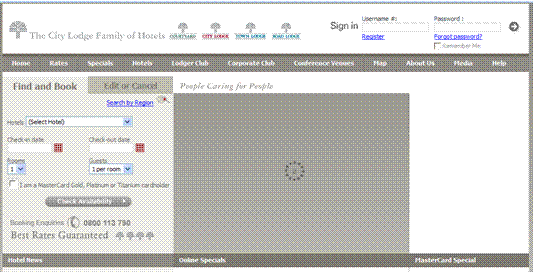 The City Lodge Family of Hotels
COURTYARD CITY LODGE TOWN LODGE ROAD LODGE
Sign in
Username #:
Password :
Register
Forgot password?
Remember Me
Home Rates Specials Hotels Lodger Club Corporate Club Conference Venues Map About Us Media Help
Find and Book
Edit or Cancel
People Caring for People
Search by Region
Hotels (Select Hotel)
Check-in date
Check-out date
Rooms
Guests
1
1 per room
I am a MasterCard Gold, Platinum or Titanium cardholder
Check Availability
Booking Enquiries 0800 113 790
Best Rates Guaranteed
Hotel News
Online Specials
MasterCard Special